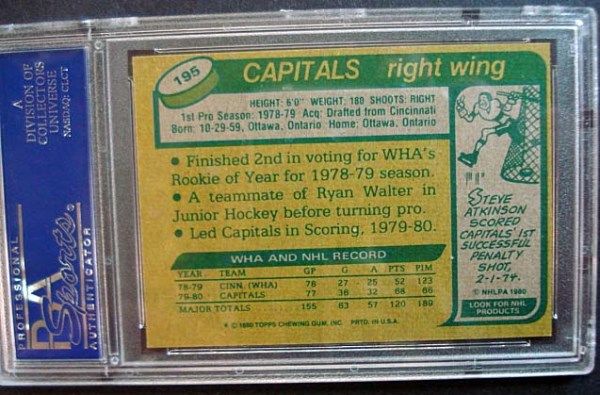 A
DIVISION OF
COLLECTORS
UNIVERSE
NASDAQ: CLCT
PROFESSIONAL
PSA
Sports
AUTHENTICATOR
195
CAPITALS right wing
HEIGHT: 6'0" WEIGHT: 180 SHOOTS: RIGHT
1st Pro Season: 1978-79 Acq: Drafted from Cincinnati
Born: 10-29-59, Ottawa, Ontario Home: Ottawa, Ontario
• Finished 2nd in voting for WHA's
Rookie of Year for 1978-79 season.
• A teammate of Ryan Walter in
Junior Hockey before turning pro.
• Led Capitals in Scoring, 1979-80.
WHA AND NHL RECORD
YEAR TEAM GP G A PTS PIM
78-79 CINN. (WHA) 78 27 25 52 123
79-80 CAPITALS 77 36 32 68 66
MAJOR TOTALS 155 63 57 120 189
© 1980 TOPPS CHEWING GUM, INC. PRTD. IN U.S.A.
STEVE
ATKINSON
SCORED
CAPITALS' 1ST
SUCCESSFUL
PENALTY
SHOT,
2-1-74.
© NHLPA 1980
LOOK FOR NHL
PRODUCTS